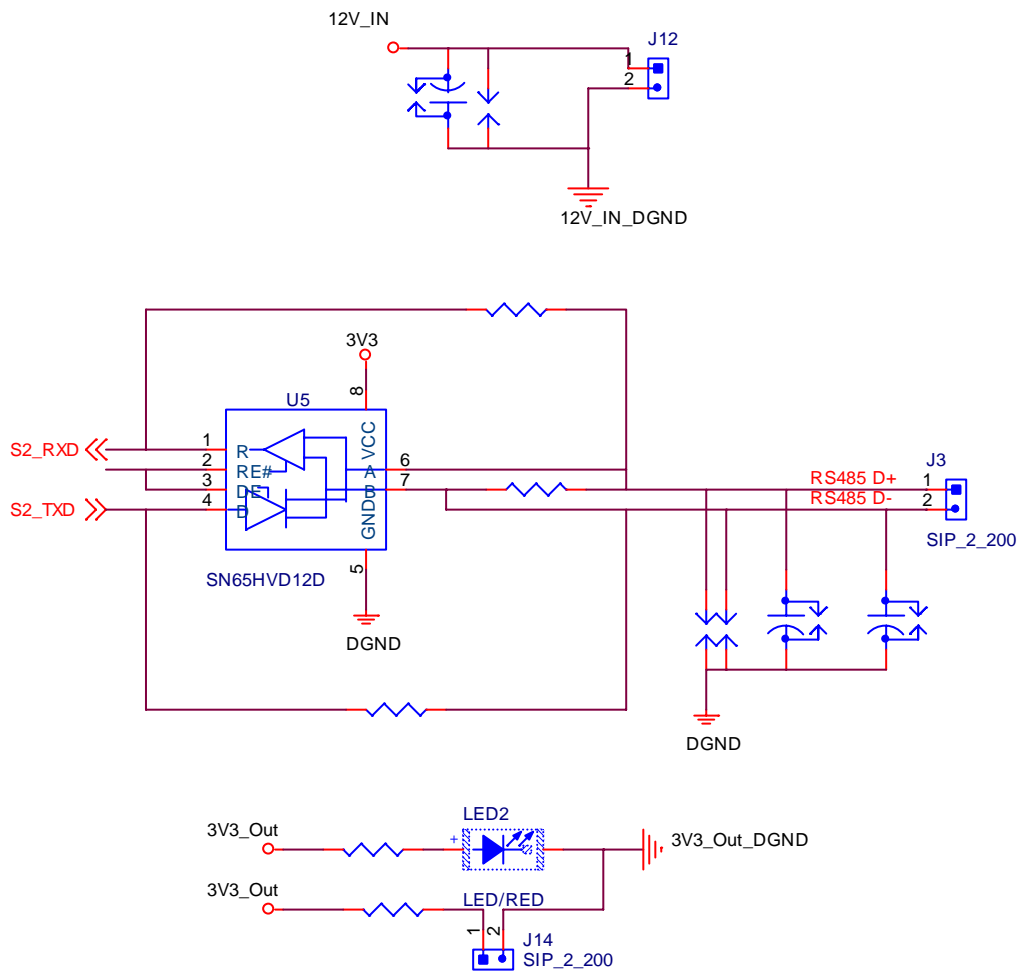 12V_IN
J12
1
2
12V_IN_DGND
3V3
8
U5
S2_RXD
1
R
VCC
2
RE#
A
6
3
DE
B
7
S2_TXD
4
D
GND
5
SN65HVD12D
DGND
RS485 D+
RS485 D-
J3
1
2
SIP_2_200
DGND
LED2
3V3_Out
+
3V3_Out_DGND
3V3_Out
LED/RED
1
2
J14
SIP_2_200